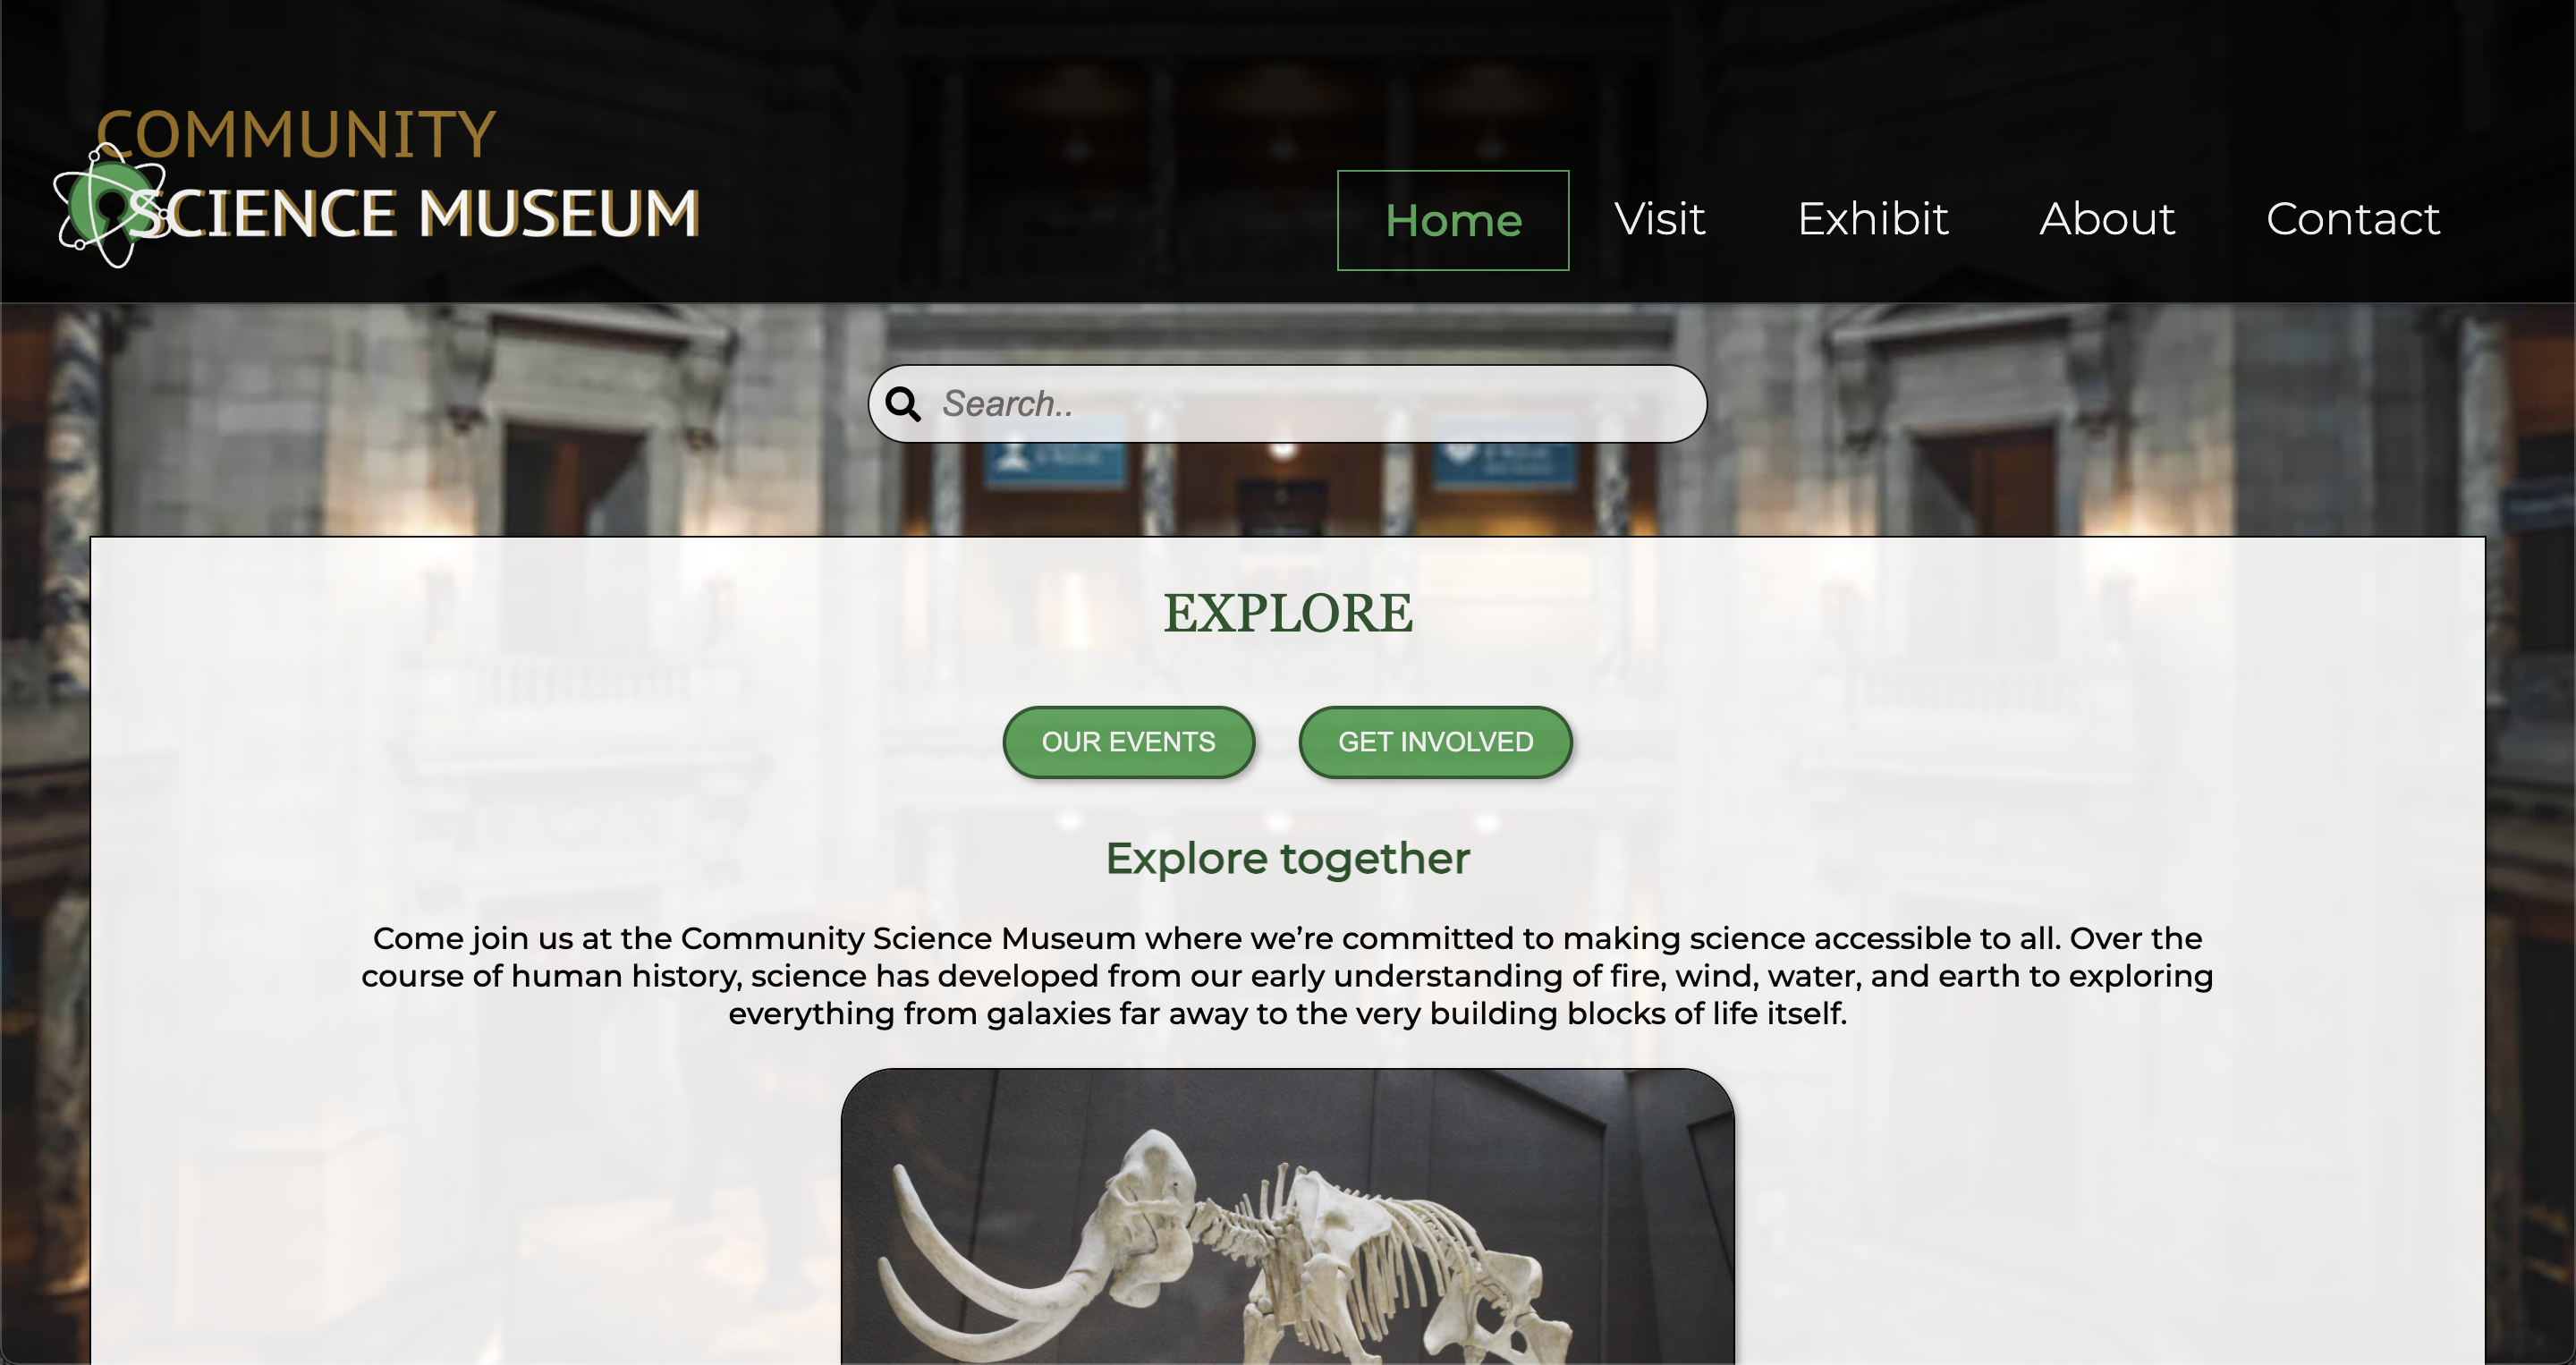 COMMUNITY
SCIENCE MUSEUM
Home Visit Exhibit About Contact
Search..
EXPLORE
OUR EVENTS GET INVOLVED
Explore together
Come join us at the Community Science Museum where we’re committed to making science accessible to all. Over the
course of human history, science has developed from our early understanding of fire, wind, water, and earth to exploring
everything from galaxies far away to the very building blocks of life itself.